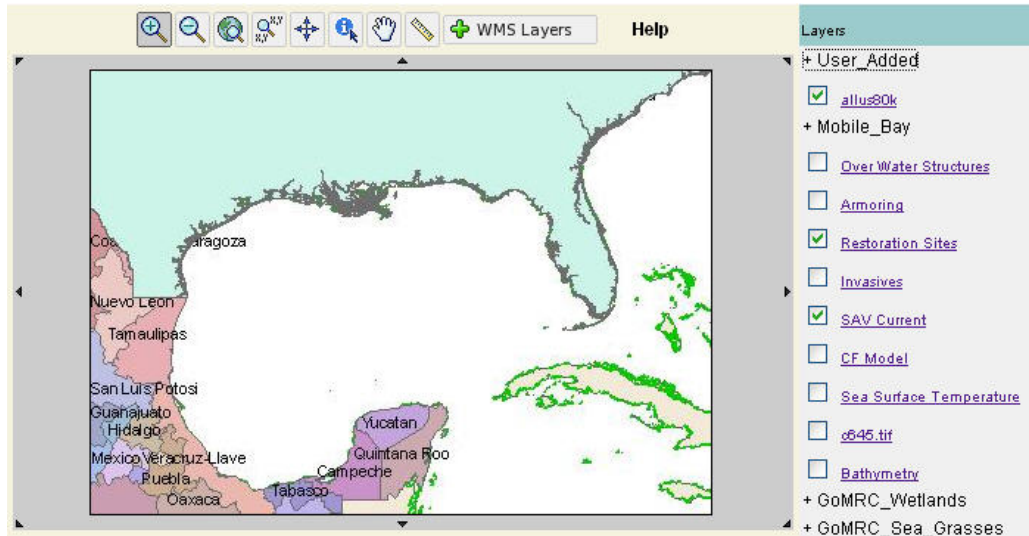 x,y
x,y
WMS Layers
Help
Coa
aragoza
Nuevo Leon
Tamaulipas
San Luis Potosi
Guanajuato
Hidalgo
Mexico Veracruz-Llave
Puebla
Oaxaca
Tabasco
Campeche
Yucatan
Quintana Roo
Layers
+ User_Added
allus80k
+ Mobile_Bay
Over Water Structures
Armoring
Restoration Sites
Invasives
SAV Current
CF Model
Sea Surface Temperature
c645.tif
Bathymetry
+ GoMRC_Wetlands
+ GoMRC_Sea_Grasses